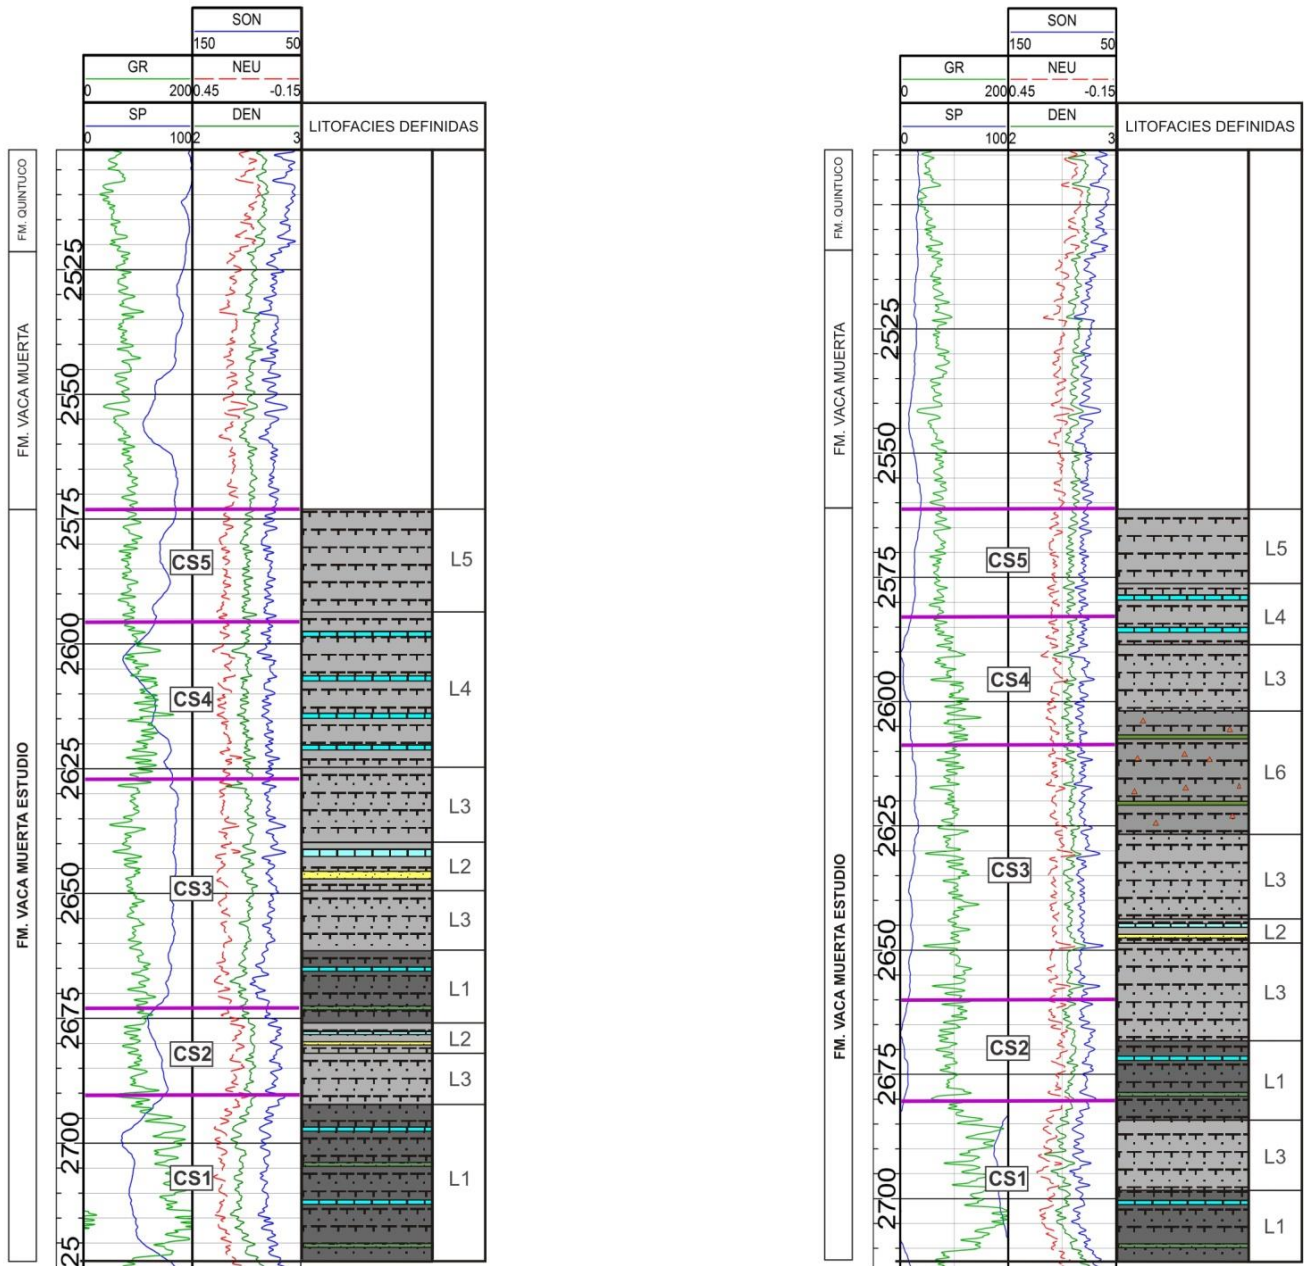 SON
150 50
GR NEU
0 200 0.45 -0.15
SP DEN
0 100 2 3
LITOFACIES DEFINIDAS
FM. QUINTUCO
FM. VACA MUERTA
FM. VACA MUERTA ESTUDIO
2525
2550
2575
2600
2625
2650
2675
2700
25
CS5
CS4
CS3
CS2
CS1
L5
L4
L3
L2
L3
L1
L2
L3
L1
SON
150 50
GR NEU
0 200 0.45 -0.15
SP DEN
0 100 2 3
LITOFACIES DEFINIDAS
FM. QUINTUCO
FM. VACA MUERTA
FM. VACA MUERTA ESTUDIO
2525
2550
2575
2600
2625
2650
2675
2700
CS5
CS4
CS3
CS2
CS1
L5
L4
L3
L6
L3
L2
L3
L1
L3
L1